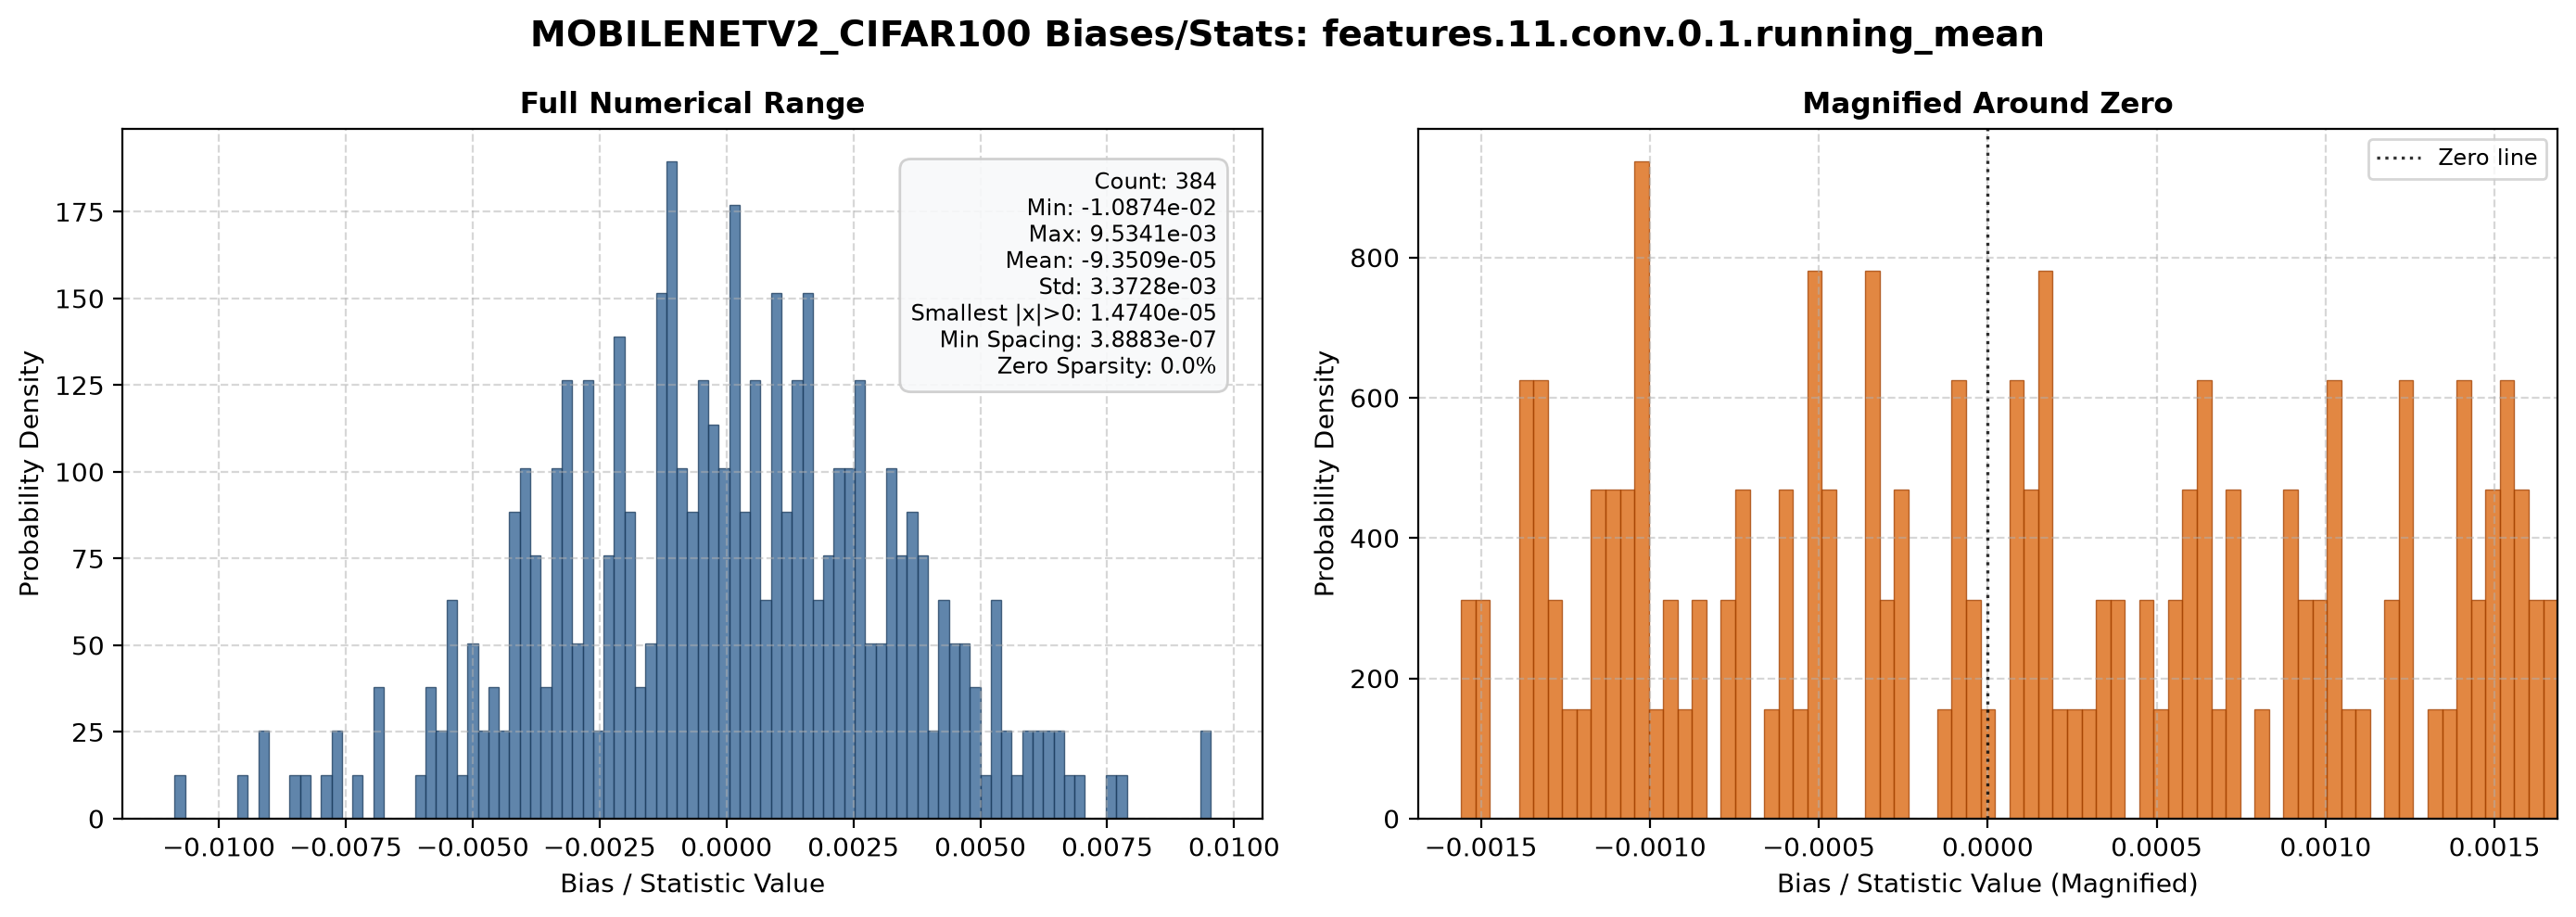 MOBILENETV2_CIFAR100 Biases/Stats: features.11.conv.0.1.running_mean
Full Numerical Range
Probability Density
175
150
125
100
75
50
25
0
Count: 384
Min: -1.0874e-02
Max: 9.5341e-03
Mean: -9.3509e-05
Std: 3.3728e-03
Smallest |x|>0: 1.4740e-05
Min Spacing: 3.8883e-07
Zero Sparsity: 0.0%
−0.0100 −0.0075 −0.0050 −0.0025 0.0000 0.0025 0.0050 0.0075 0.0100
Bias / Statistic Value
Magnified Around Zero
Probability Density
800
600
400
200
0
Zero line
−0.0015 −0.0010 −0.0005 0.0000 0.0005 0.0010 0.0015
Bias / Statistic Value (Magnified)